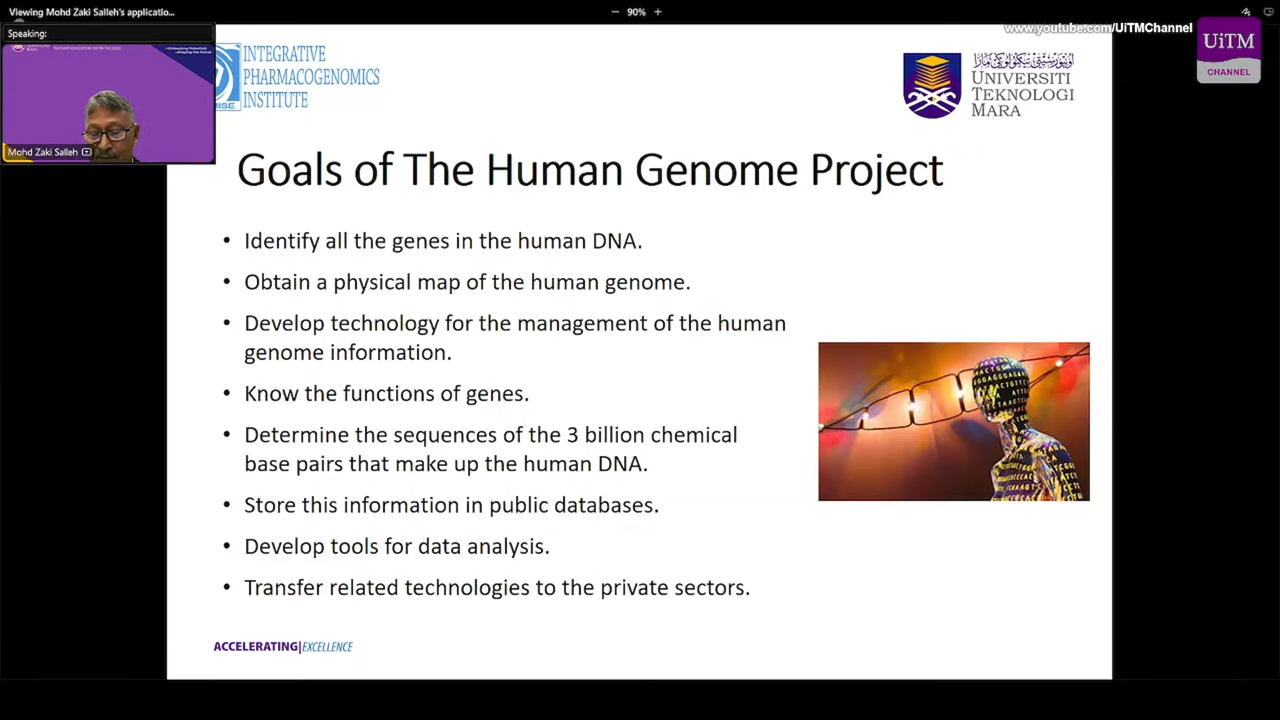 Viewing Mohd Zaki Salleh's applicatio...
90%
Speaking:
www.youtube.com/UiTMChannel
UiTM
CHANNEL
Mohd Zaki Salleh
INTEGRATIVE
PHARMACOGENOMICS
INSTITUTE
اونيۏرسيتي تيكنولوڬي مارا
UNIVERSITI
TEKNOLOGI
MARA
Goals of The Human Genome Project
• Identify all the genes in the human DNA.
• Obtain a physical map of the human genome.
• Develop technology for the management of the human
genome information.
• Know the functions of genes.
• Determine the sequences of the 3 billion chemical
base pairs that make up the human DNA.
• Store this information in public databases.
• Develop tools for data analysis.
• Transfer related technologies to the private sectors.
ACCELERATING|EXCELLENCE